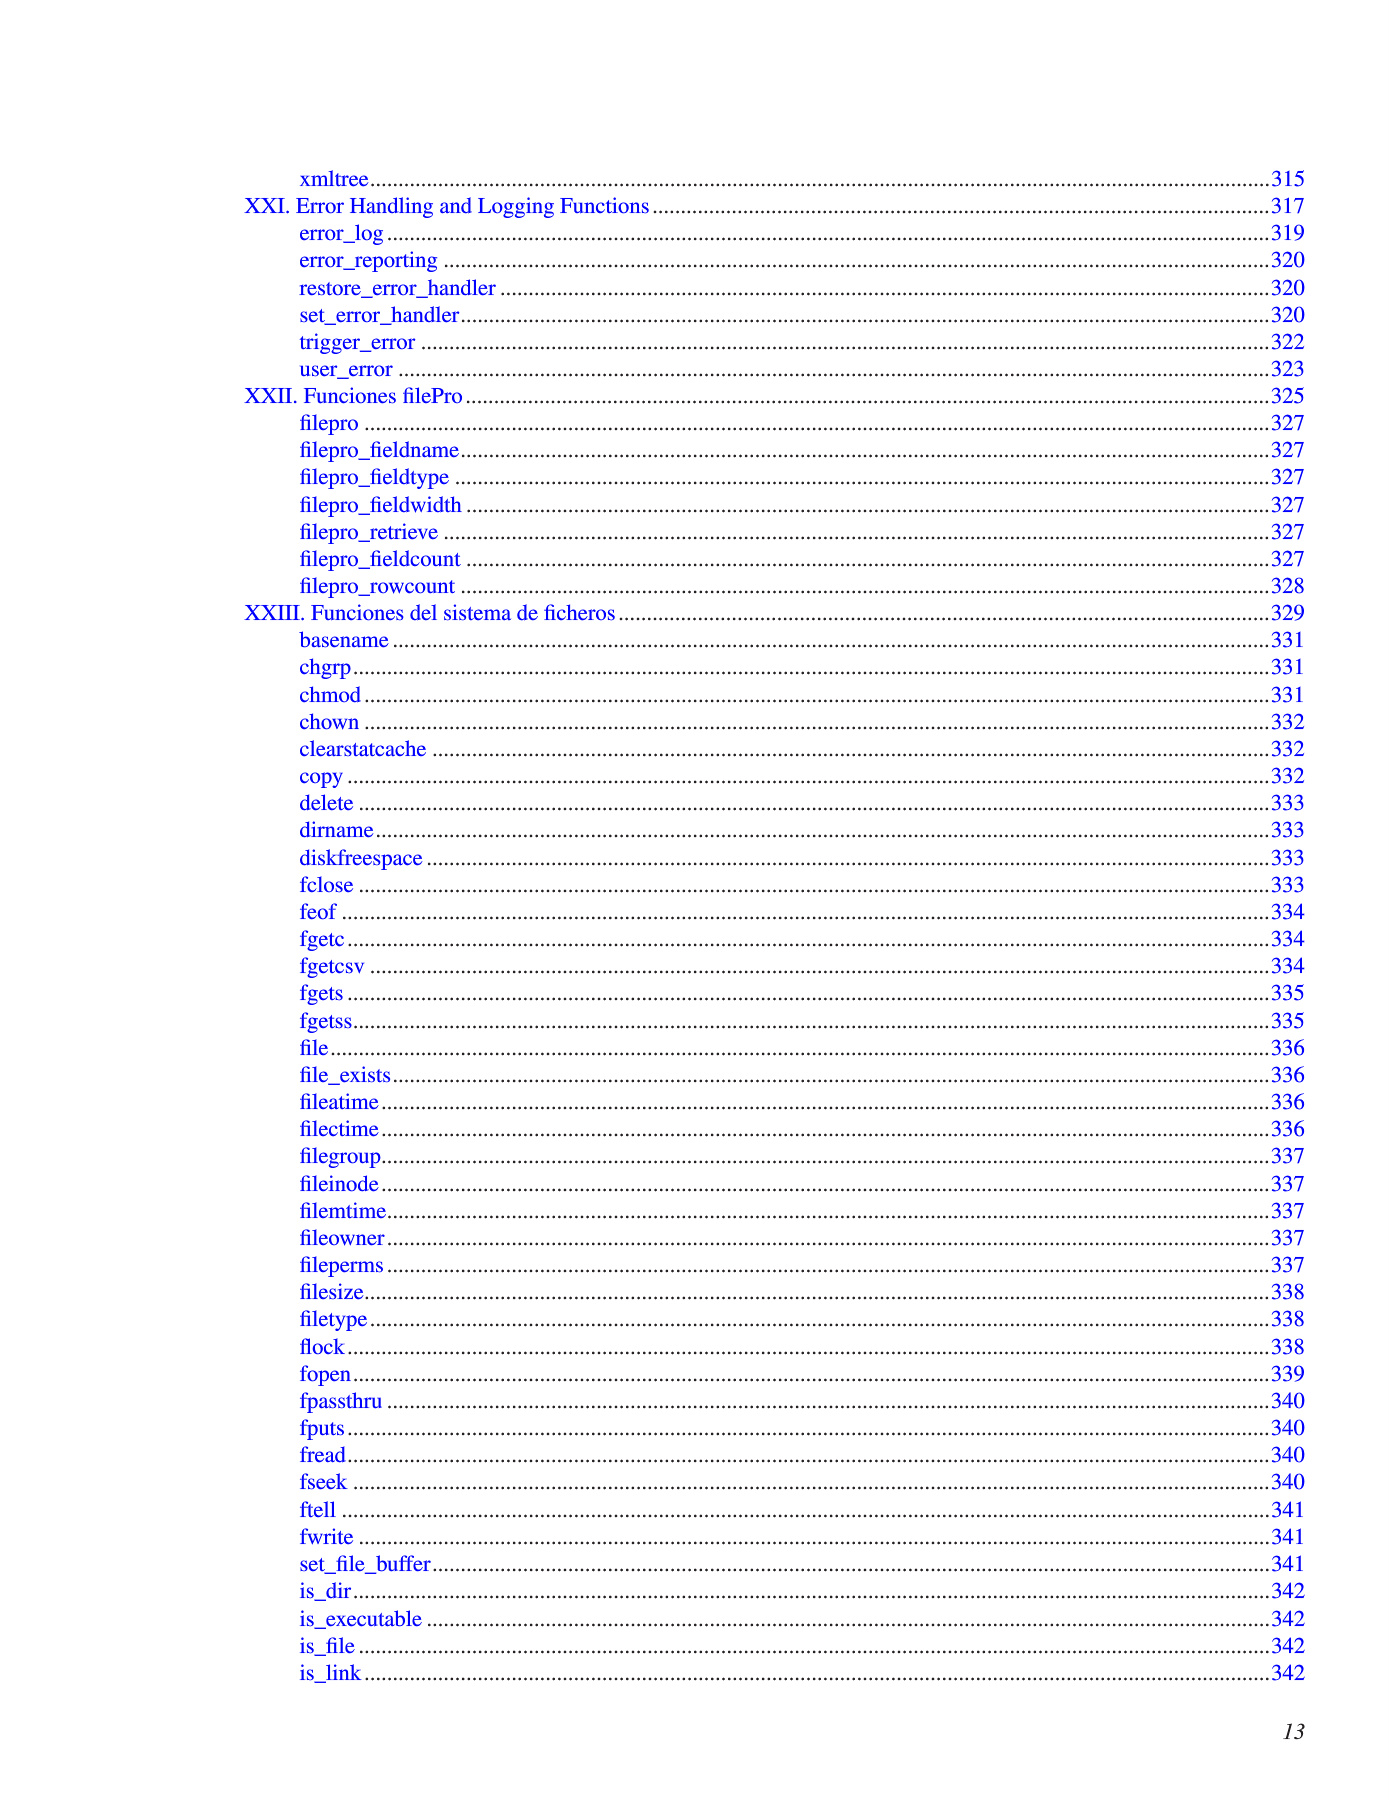 xmltree....................315
XXI. Error Handling and Logging Functions....................317
error_log....................319
error_reporting....................320
restore_error_handler....................320
set_error_handler....................320
trigger_error....................322
user_error....................323
XXII. Funciones filePro....................325
filepro....................327
filepro_fieldname....................327
filepro_fieldtype....................327
filepro_fieldwidth....................327
filepro_retrieve....................327
filepro_fieldcount....................327
filepro_rowcount....................328
XXIII. Funciones del sistema de ficheros....................329
basename....................331
chgrp....................331
chmod....................331
chown....................332
clearstatcache....................332
copy....................332
delete....................333
dirname....................333
diskfreespace....................333
fclose....................333
feof....................334
fgetc....................334
fgetcsv....................334
fgets....................335
fgetss....................335
file....................336
file_exists....................336
fileatime....................336
filectime....................336
filegroup....................337
fileinode....................337
filemtime....................337
fileowner....................337
fileperms....................337
filesize....................338
filetype....................338
flock....................338
fopen....................339
fpassthru....................340
fputs....................340
fread....................340
fseek....................340
ftell....................341
fwrite....................341
set_file_buffer....................341
is_dir....................342
is_executable....................342
is_file....................342
is_link....................342
13